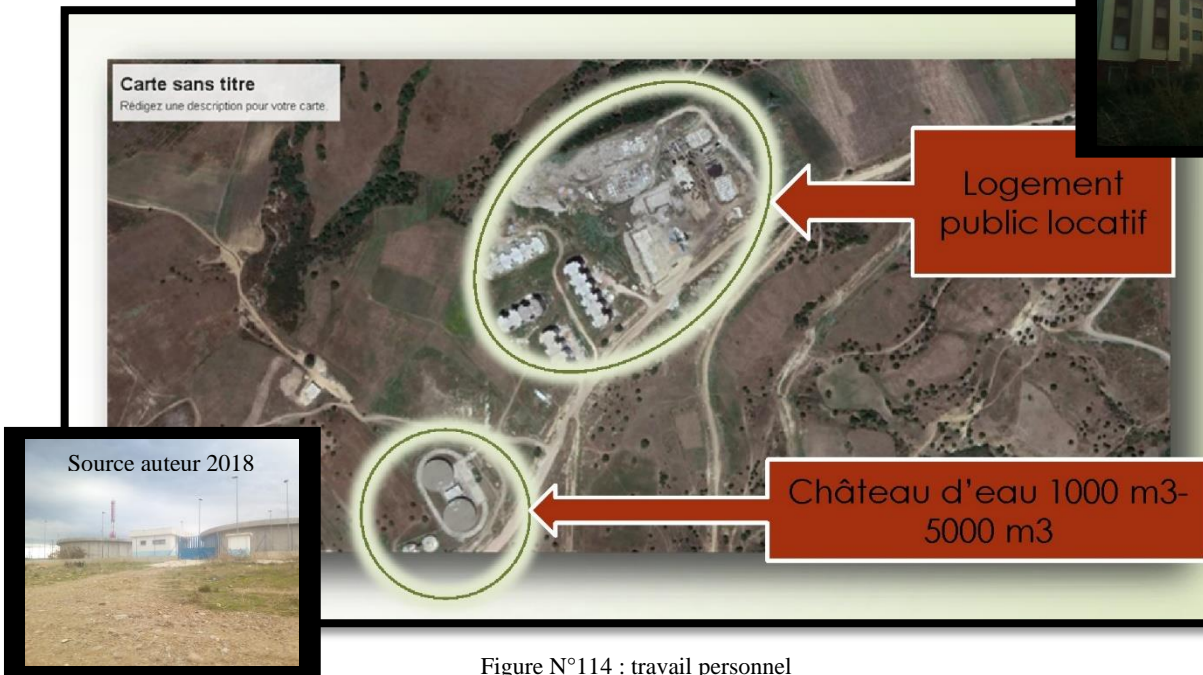 Carte sans titre
Rédigez une description pour votre carte.
Logement
public locatif
Source auteur 2018
Château d'eau 1000 m3-
5000 m3
Figure N°114 : travail personnel